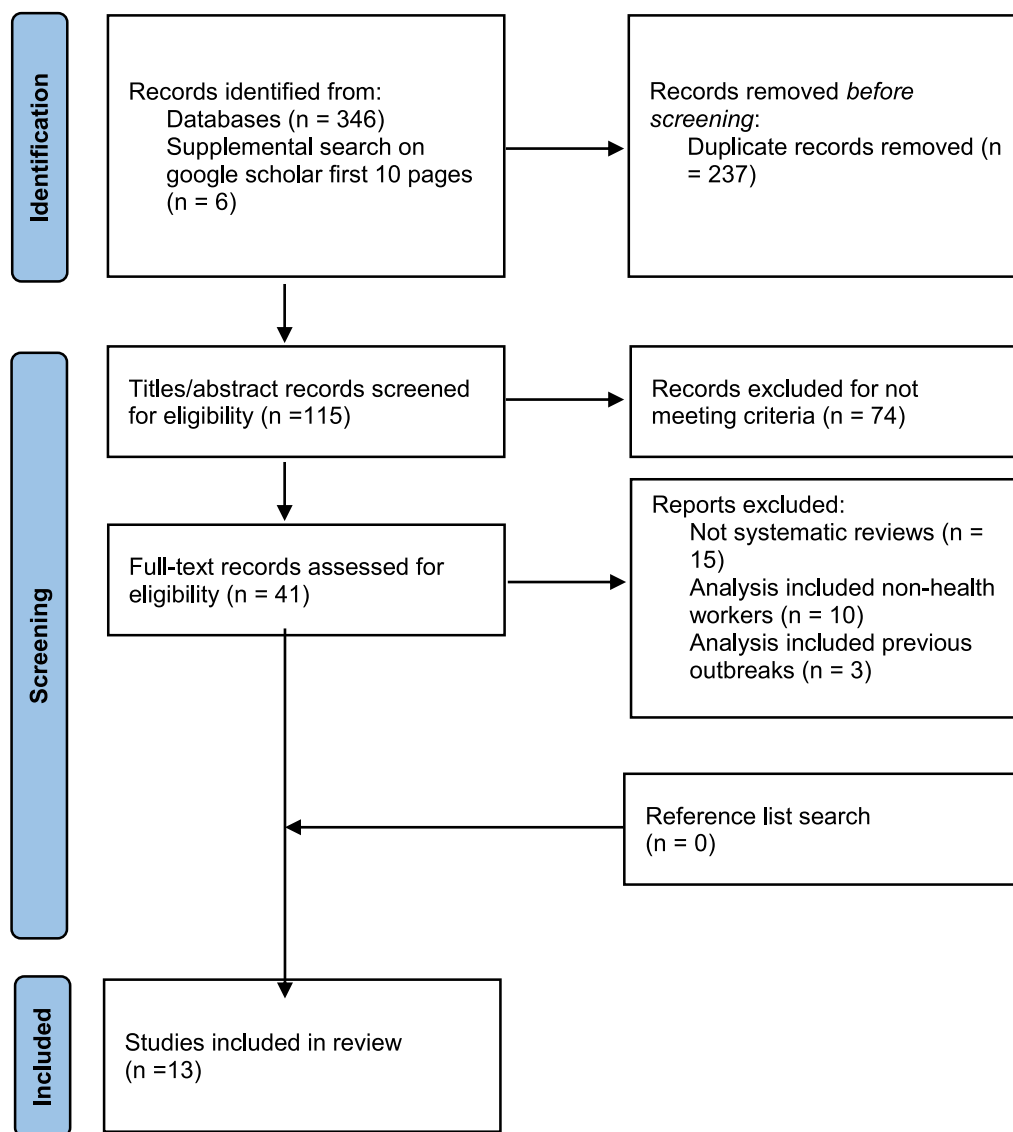 Identification
Records identified from:
Databases (n = 346)
Supplemental search on
google scholar first 10 pages
(n = 6)
Records removed before
screening:
Duplicate records removed (n
= 237)
Screening
Titles/abstract records screened
for eligibility (n =115)
Records excluded for not
meeting criteria (n = 74)
Full-text records assessed for
eligibility (n = 41)
Reports excluded:
Not systematic reviews (n =
15)
Analysis included non-health
workers (n = 10)
Analysis included previous
outbreaks (n = 3)
Reference list search
(n = 0)
Included
Studies included in review
(n =13)